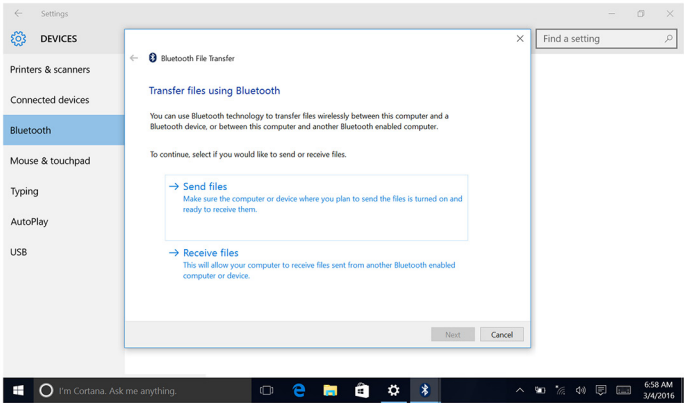 Settings
DEVICES
Find a setting
Printers & scanners
Connected devices
Bluetooth
Mouse & touchpad
Typing
AutoPlay
USB
Bluetooth File Transfer
Transfer files using Bluetooth
You can use Bluetooth technology to transfer files wirelessly between this computer and a
Bluetooth device, or between this computer and another Bluetooth enabled computer.
To continue, select if you would like to send or receive files.
Send files
Make sure the computer or device where you plan to send the files is turned on and
ready to receive them.
Receive files
This will allow your computer to receive files sent from another Bluetooth enabled
computer or device.
Next
Cancel
I'm Cortana. Ask me anything.
6:58 AM
3/4/2016